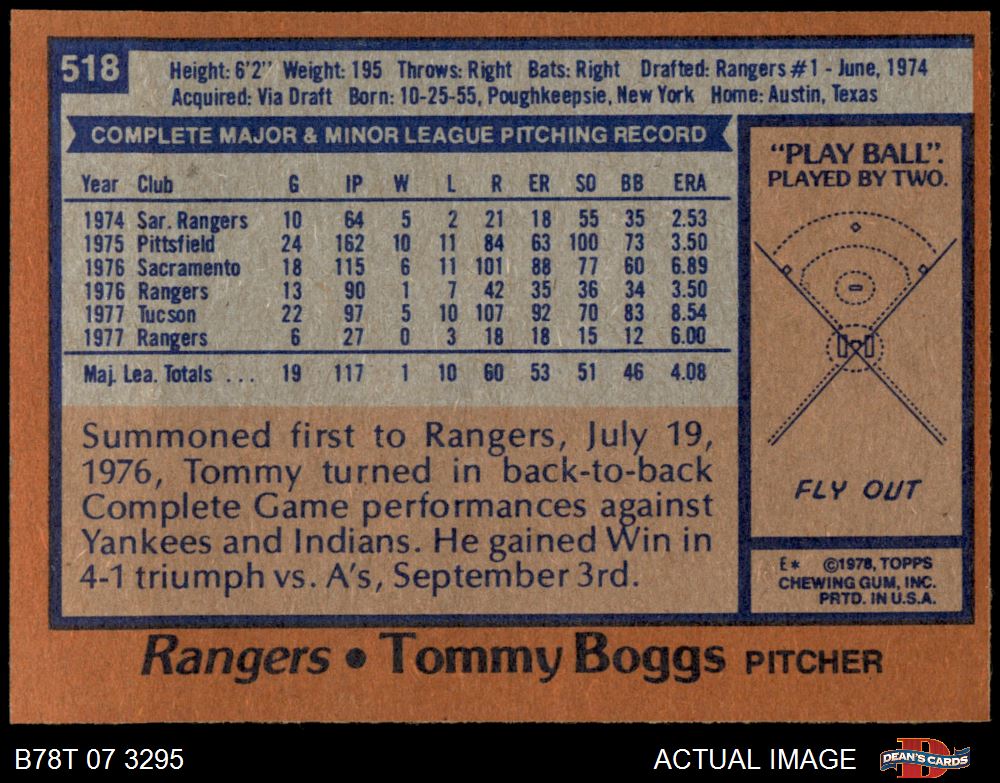 518
Height: 6'2" Weight: 195 Throws: Right Bats: Right Drafted: Rangers #1 - June, 1974
Acquired: Via Draft Born: 10-25-55, Poughkeepsie, New York Home: Austin, Texas
COMPLETE MAJOR & MINOR LEAGUE PITCHING RECORD
Year Club G IP W L R ER SO BB ERA
1974 Sar. Rangers 10 64 5 2 21 18 55 35 2.53
1975 Pittsfield 24 162 10 11 84 63 100 73 3.50
1976 Sacramento 18 115 6 11 101 88 77 60 6.89
1976 Rangers 13 90 1 7 42 35 36 34 3.50
1977 Tucson 22 97 5 10 107 92 70 83 8.54
1977 Rangers 6 27 0 3 18 18 15 12 6.00
Maj. Lea. Totals ... 19 117 1 10 60 53 51 46 4.08
Summoned first to Rangers, July 19,
1976, Tommy turned in back-to-back
Complete Game performances against
Yankees and Indians. He gained Win in
4-1 triumph vs. A's, September 3rd.
"PLAY BALL".
PLAYED BY TWO.
FLY OUT
E* ©1978, TOPPS
CHEWING GUM, INC.
PRTD. IN U.S.A.
Rangers • Tommy Boggs PITCHER
B78T 07 3295
ACTUAL IMAGE
DEAN'S CARDS